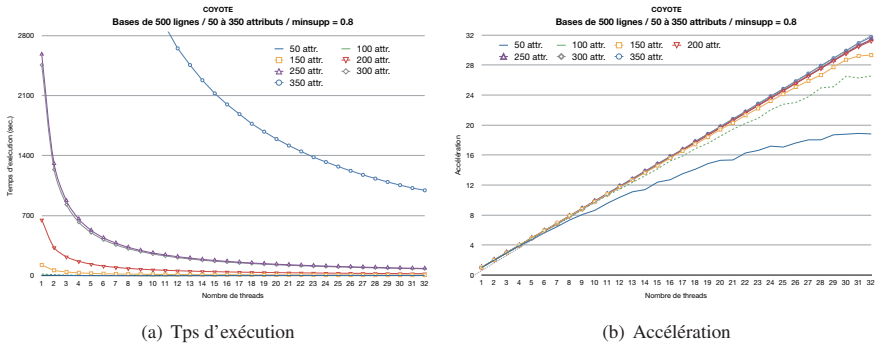 COYOTE
Bases de 500 lignes / 50 à 350 attributs / minsupp = 0.8
2800
2100
1400
700
0
Temps d'exécution (sec.)
50 attr.
100 attr.
150 attr.
200 attr.
250 attr.
300 attr.
350 attr.
1 2 3 4 5 6 7 8 9 10 11 12 13 14 15 16 17 18 19 20 21 22 23 24 25 26 27 28 29 30 31 32
Nombre de threads
(a) Tps d'exécution
COYOTE
Bases de 500 lignes / 50 à 350 attributs / minsupp = 0.8
32
28
24
20
16
12
8
4
0
Accélération
50 attr.
100 attr.
150 attr.
200 attr.
250 attr.
300 attr.
350 attr.
1 2 3 4 5 6 7 8 9 10 11 12 13 14 15 16 17 18 19 20 21 22 23 24 25 26 27 28 29 30 31 32
Nombre de threads
(b) Accélération